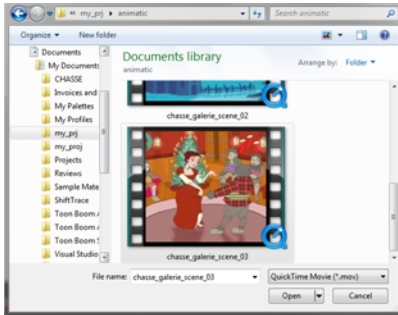 « my_prj ▸ animatic
Search animatic
Organize
New folder
Documents
My Documents
CHASSE
Invoices and
My Palettes
My Profiles
my_prj
my_proj
Projects
Reviews
Sample Mate
ShiftTrace
Toon Boom
Toon Boom
Toon Boom
Visual Studio
Documents library
animatic
Arrange by: Folder
chasse_galerie_scene_02
chasse_galerie_scene_03
File name: chasse_galerie_scene_03
QuickTime Movie (*.mov)
Open
Cancel